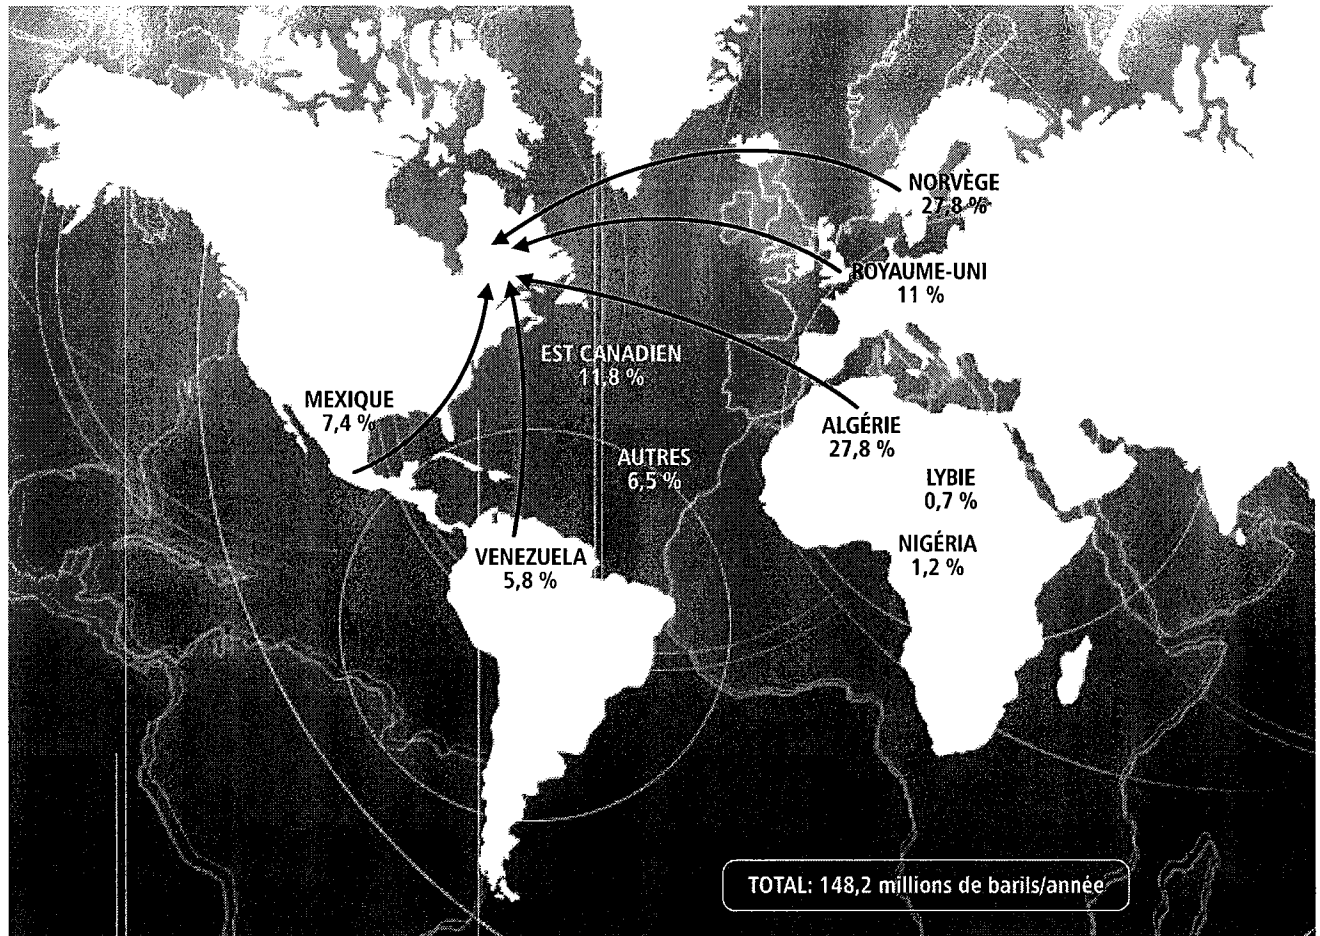 NORVÈGE
27,8 %
ROYAUME-UNI
11 %
EST CANADIEN
11,8 %
MEXIQUE
7,4 %
ALGÉRIE
27,8 %
AUTRES
6,5 %
LYBIE
0,7 %
NIGÉRIA
1,2 %
VENEZUELA
5,8 %
TOTAL: 148,2 millions de barils/année